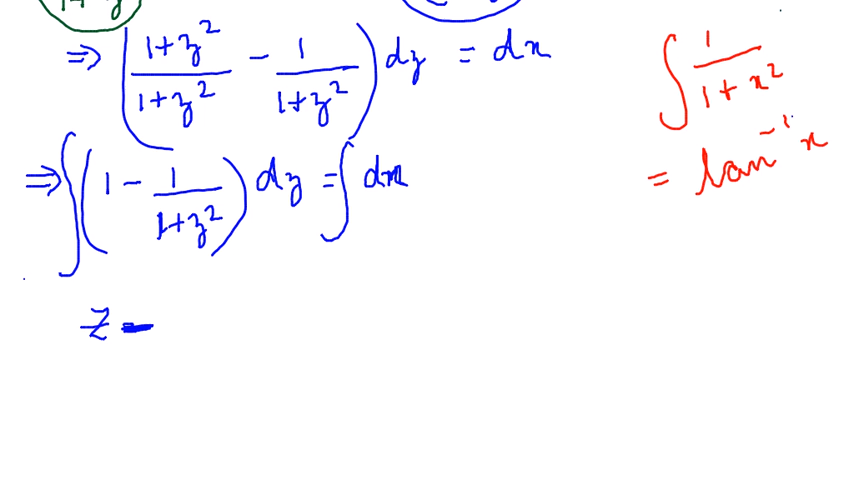 1+z
⇒ ( (1+z²)/(1+z²) − 1/(1+z²) ) dz = dx
∫ 1/(1+x²)
⇒ ∫ ( 1 − 1/(1+z²) ) dz = ∫ dx
= tan⁻¹ x
z −